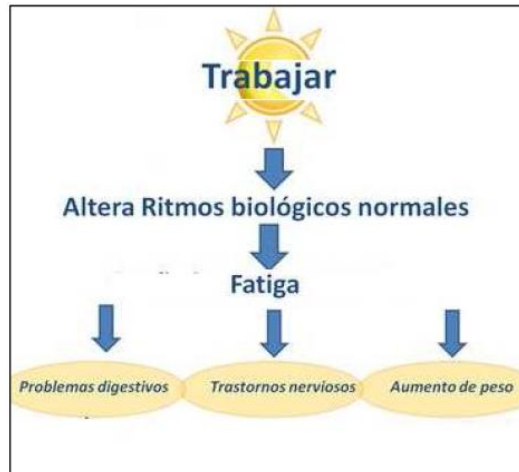 Trabajar
Altera Ritmos biológicos normales
Fatiga
Problemas digestivos
Trastornos nerviosos
Aumento de peso